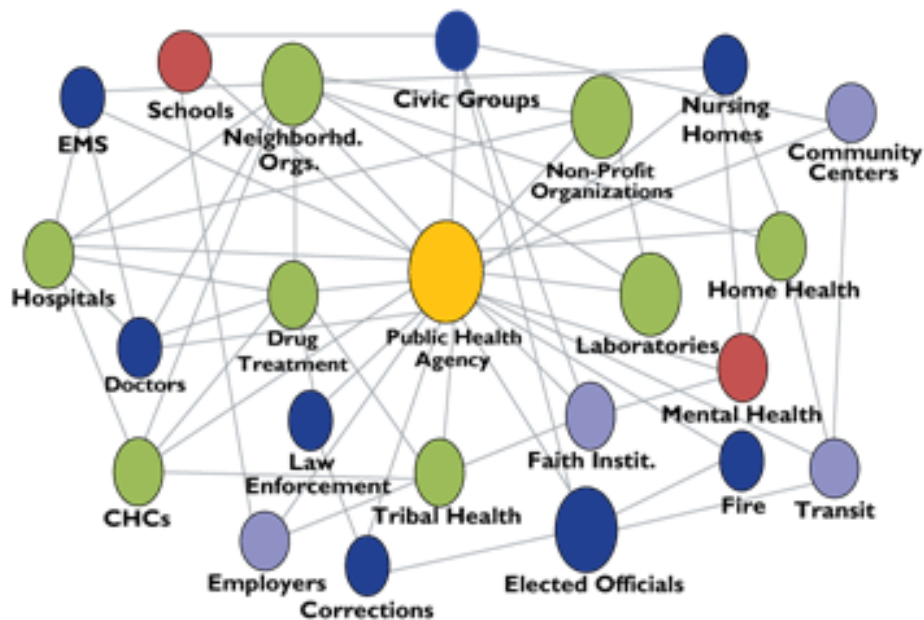 Schools
Civic Groups
EMS
Neighborhd.
Orgs.
Nursing
Homes
Community
Centers
Non-Profit
Organizations
Hospitals
Home Health
Drug
Treatment
Public Health
Agency
Laboratories
Doctors
Mental Health
Law
Enforcement
Faith Instit.
CHCs
Tribal Health
Fire
Transit
Employers
Corrections
Elected Officials